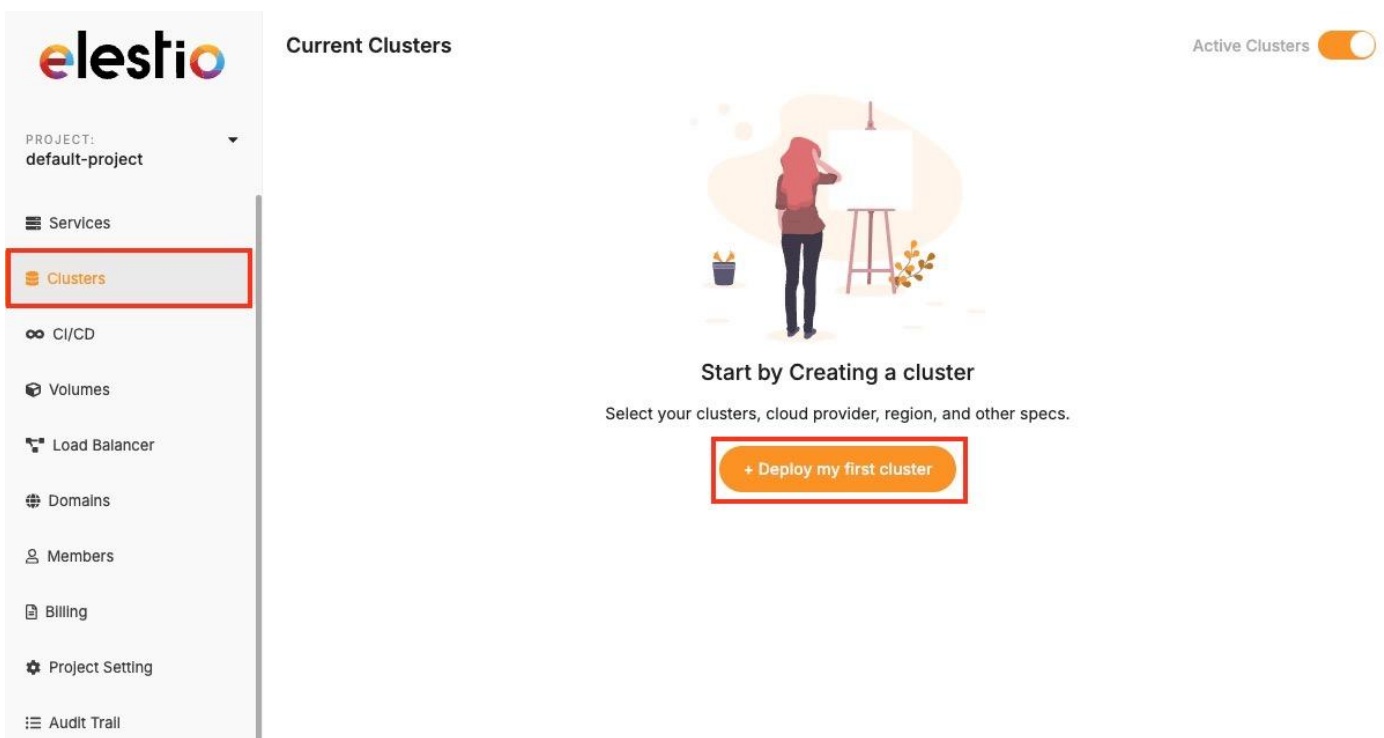 elestio
PROJECT:
default-project
Services
Clusters
CI/CD
Volumes
Load Balancer
Domains
Members
Billing
Project Setting
Audit Trail
Current Clusters
Active Clusters
Start by Creating a cluster
Select your clusters, cloud provider, region, and other specs.
+ Deploy my first cluster